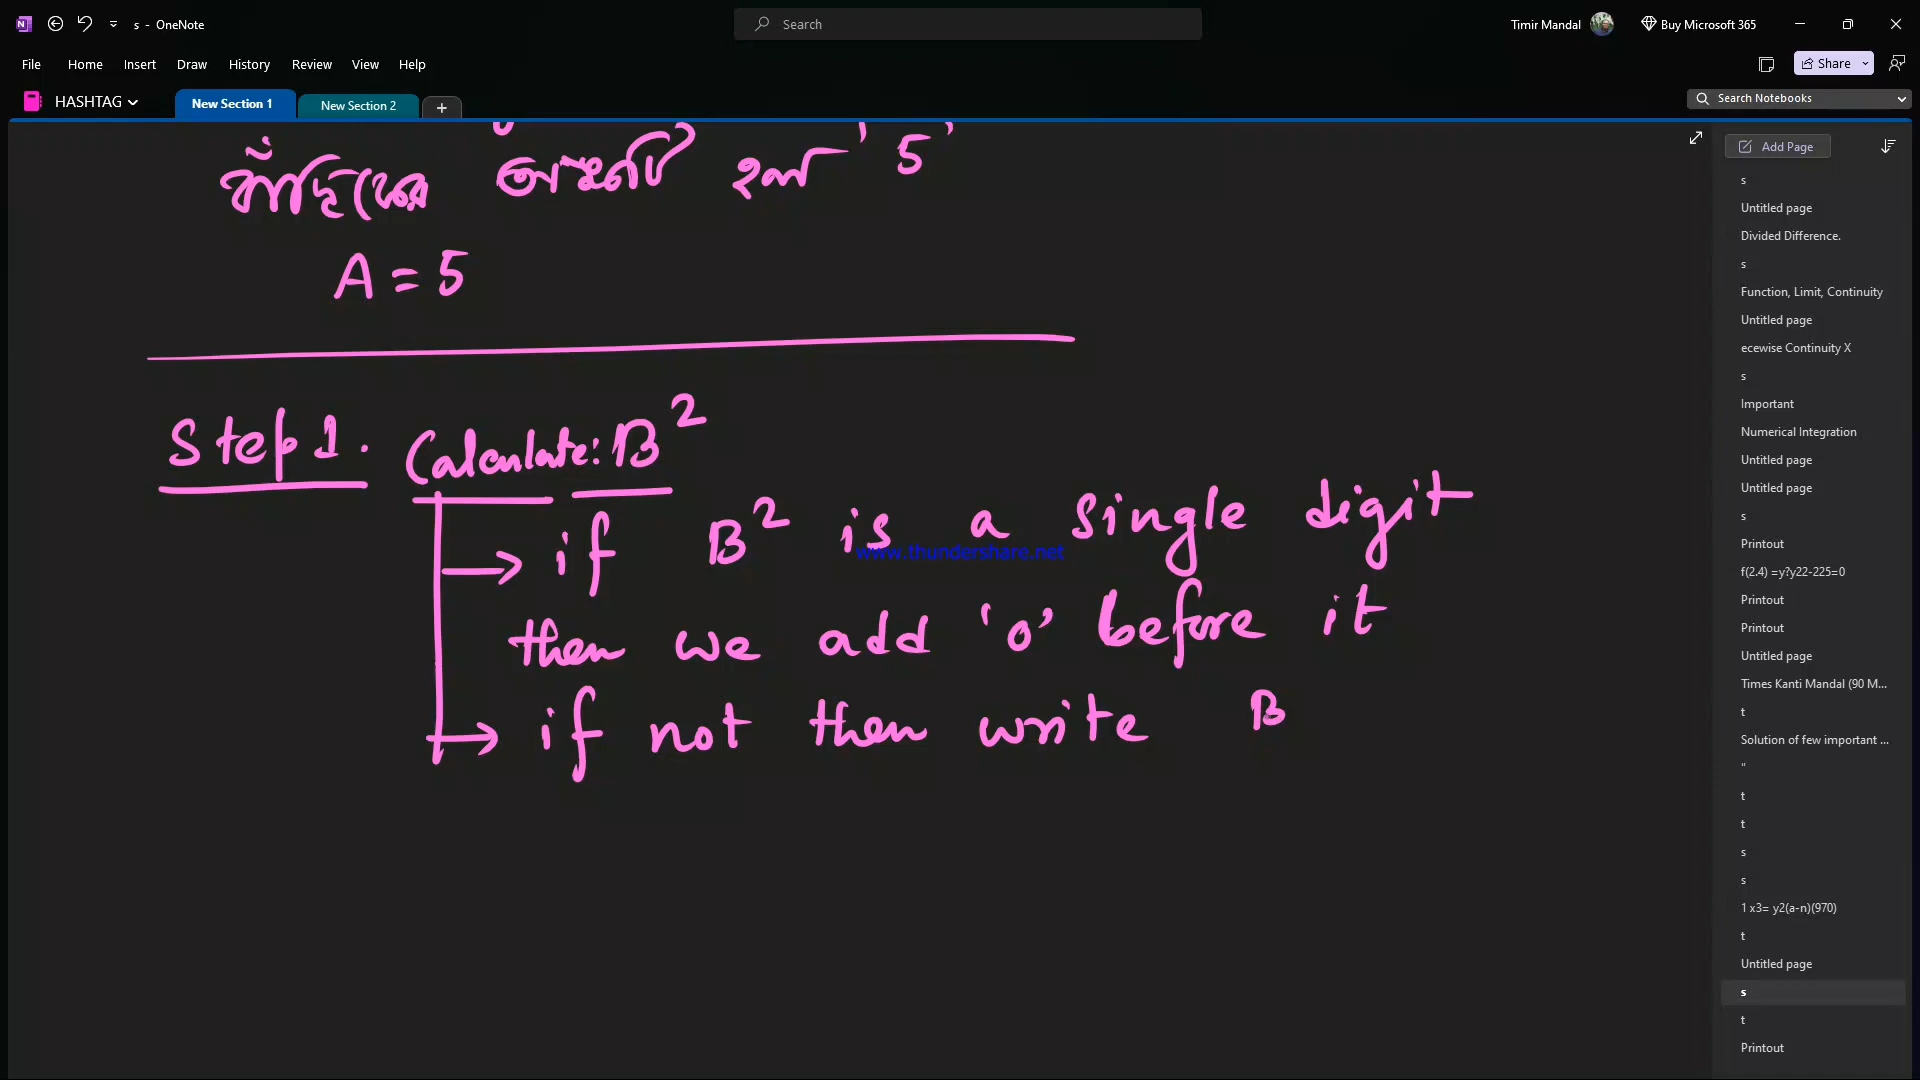 s - OneNote
Search
Timir Mandal
Buy Microsoft 365
File Home Insert Draw History Review View Help
Share
HASHTAG
New Section 1
New Section 2
+
Search Notebooks
Add Page
বাঁদিকের অংশটি হল '5'
A = 5
Step 1. Calculate: B²
→ if B² is a single digit
www.thundershare.net
then we add '0' before it
→ if not then write B
s
Untitled page
Divided Difference.
s
Function, Limit, Continuity
Untitled page
ecewise Continuity X
s
Important
Numerical Integration
Untitled page
Untitled page
s
Printout
f(2.4) =y?y22-225=0
Printout
Printout
Untitled page
Times Kanti Mandal (90 M...
t
Solution of few important ...
"
t
t
s
s
1 x3= y2(a-n)(970)
t
Untitled page
s
t
Printout